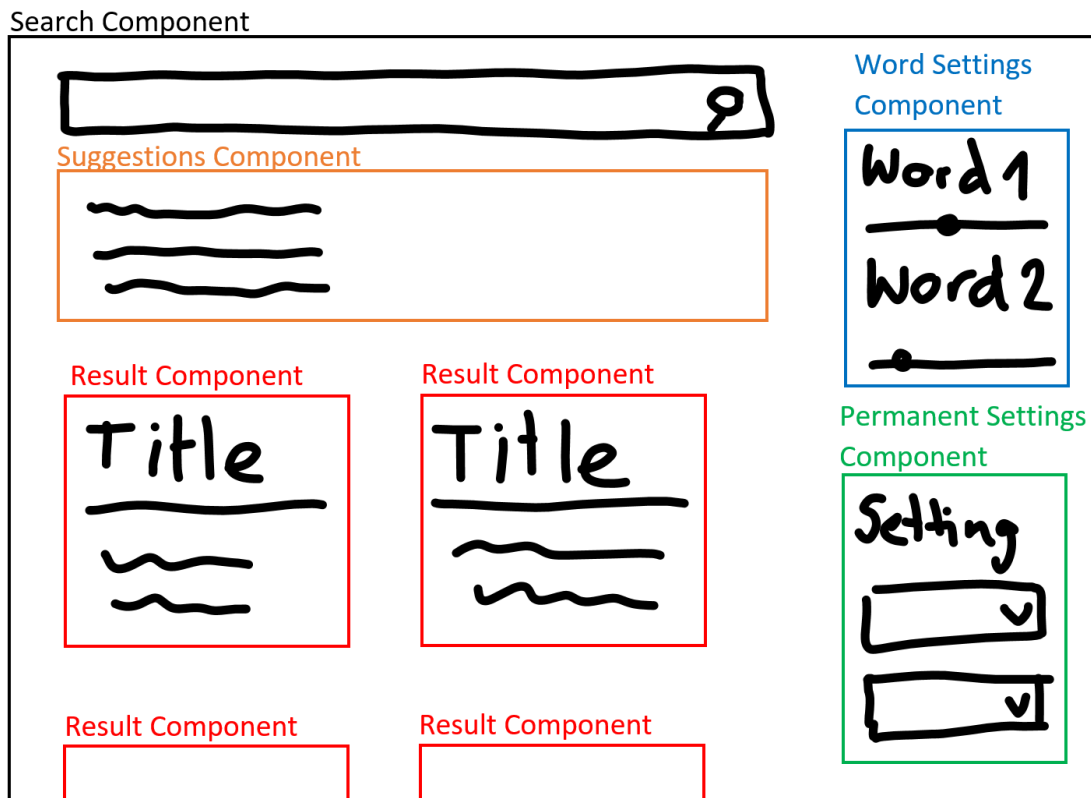 Search Component
Suggestions Component
Result Component
Title
Result Component
Title
Result Component
Result Component
Word Settings
Component
Word 1
Word 2
Permanent Settings
Component
Setting